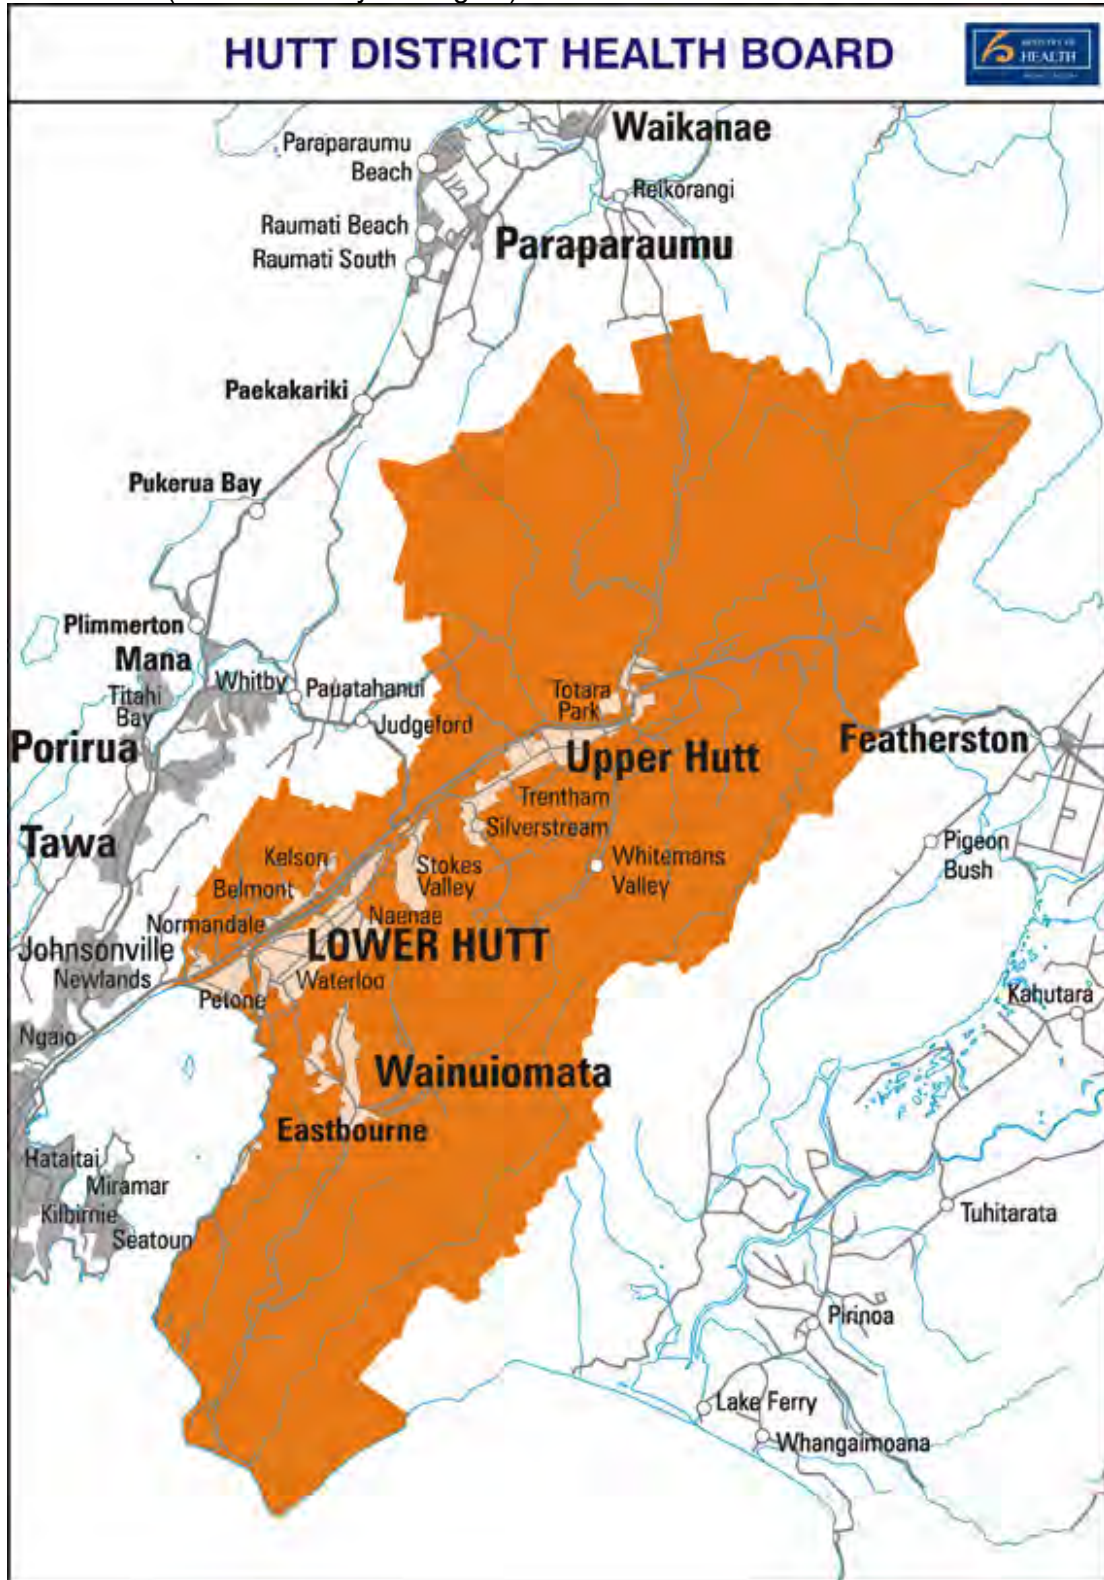 HUTT DISTRICT HEALTH BOARD
MINISTRY OF
HEALTH
Waikanae
Paraparaumu
Beach
Reikorangi
Raumati Beach
Paraparaumu
Raumati South
Paekakariki
Pukerua Bay
Plimmerton
Mana
Whitby
Pauatahanui
Titahi
Bay
Judgeford
Totara
Park
Porirua
Featherston
Upper Hutt
Trentham
Silverstream
Tawa
Pigeon
Bush
Kelson
Stokes
Valley
Whitemans
Valley
Belmont
Naenae
Normandale
LOWER HUTT
Johnsonville
Newlands
Waterloo
Petone
Kahutara
Ngaio
Wainuiomata
Eastbourne
Hataitai
Miramar
Kilbirnie
Seatoun
Tuhitarata
Pirinoa
Lake Ferry
Whangaimoana